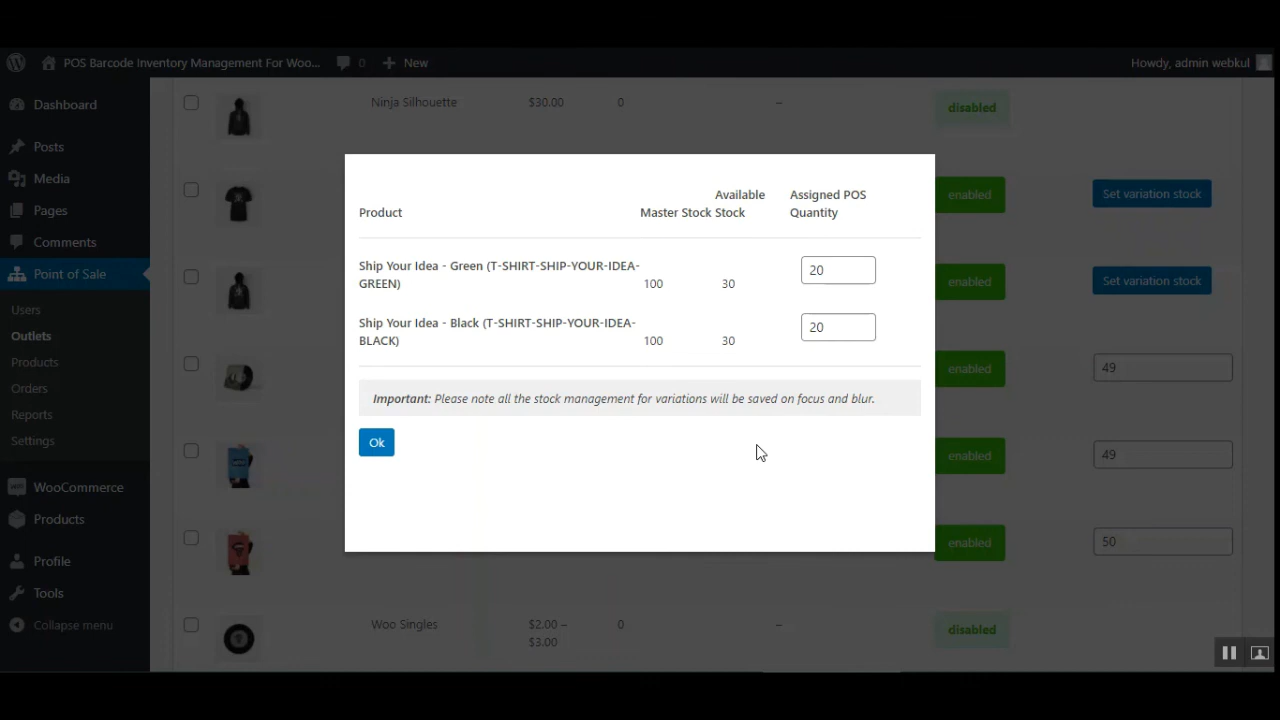 POS Barcode Inventory Management For Woo... 0 New Howdy, admin webkul
Dashboard
Posts
Media
Pages
Comments
Point of Sale
Users
Outlets
Products
Orders
Reports
Settings
WooCommerce
Products
Profile
Tools
Collapse menu
Ninja Silhouette $30.00 0 – disabled
enabled Set variation stock
enabled Set variation stock
enabled 49
enabled 49
enabled 50
Woo Singles $2.00 – 0 – disabled
$3.00
Available Assigned POS
Product Master Stock Stock Quantity
Ship Your Idea - Green (T-SHIRT-SHIP-YOUR-IDEA- 20
GREEN) 100 30
Ship Your Idea - Black (T-SHIRT-SHIP-YOUR-IDEA- 20
BLACK) 100 30
Important: Please note all the stock management for variations will be saved on focus and blur.
Ok